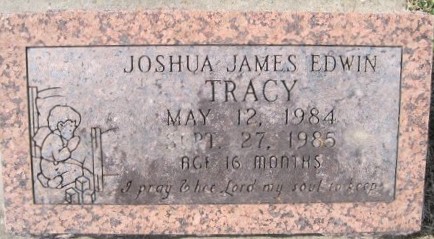 JOSHUA JAMES EDWIN
TRACY
MAY 12, 1984
SEPT. 27, 1985
AGE 16 MONTHS
I pray Thee Lord my soul to keep